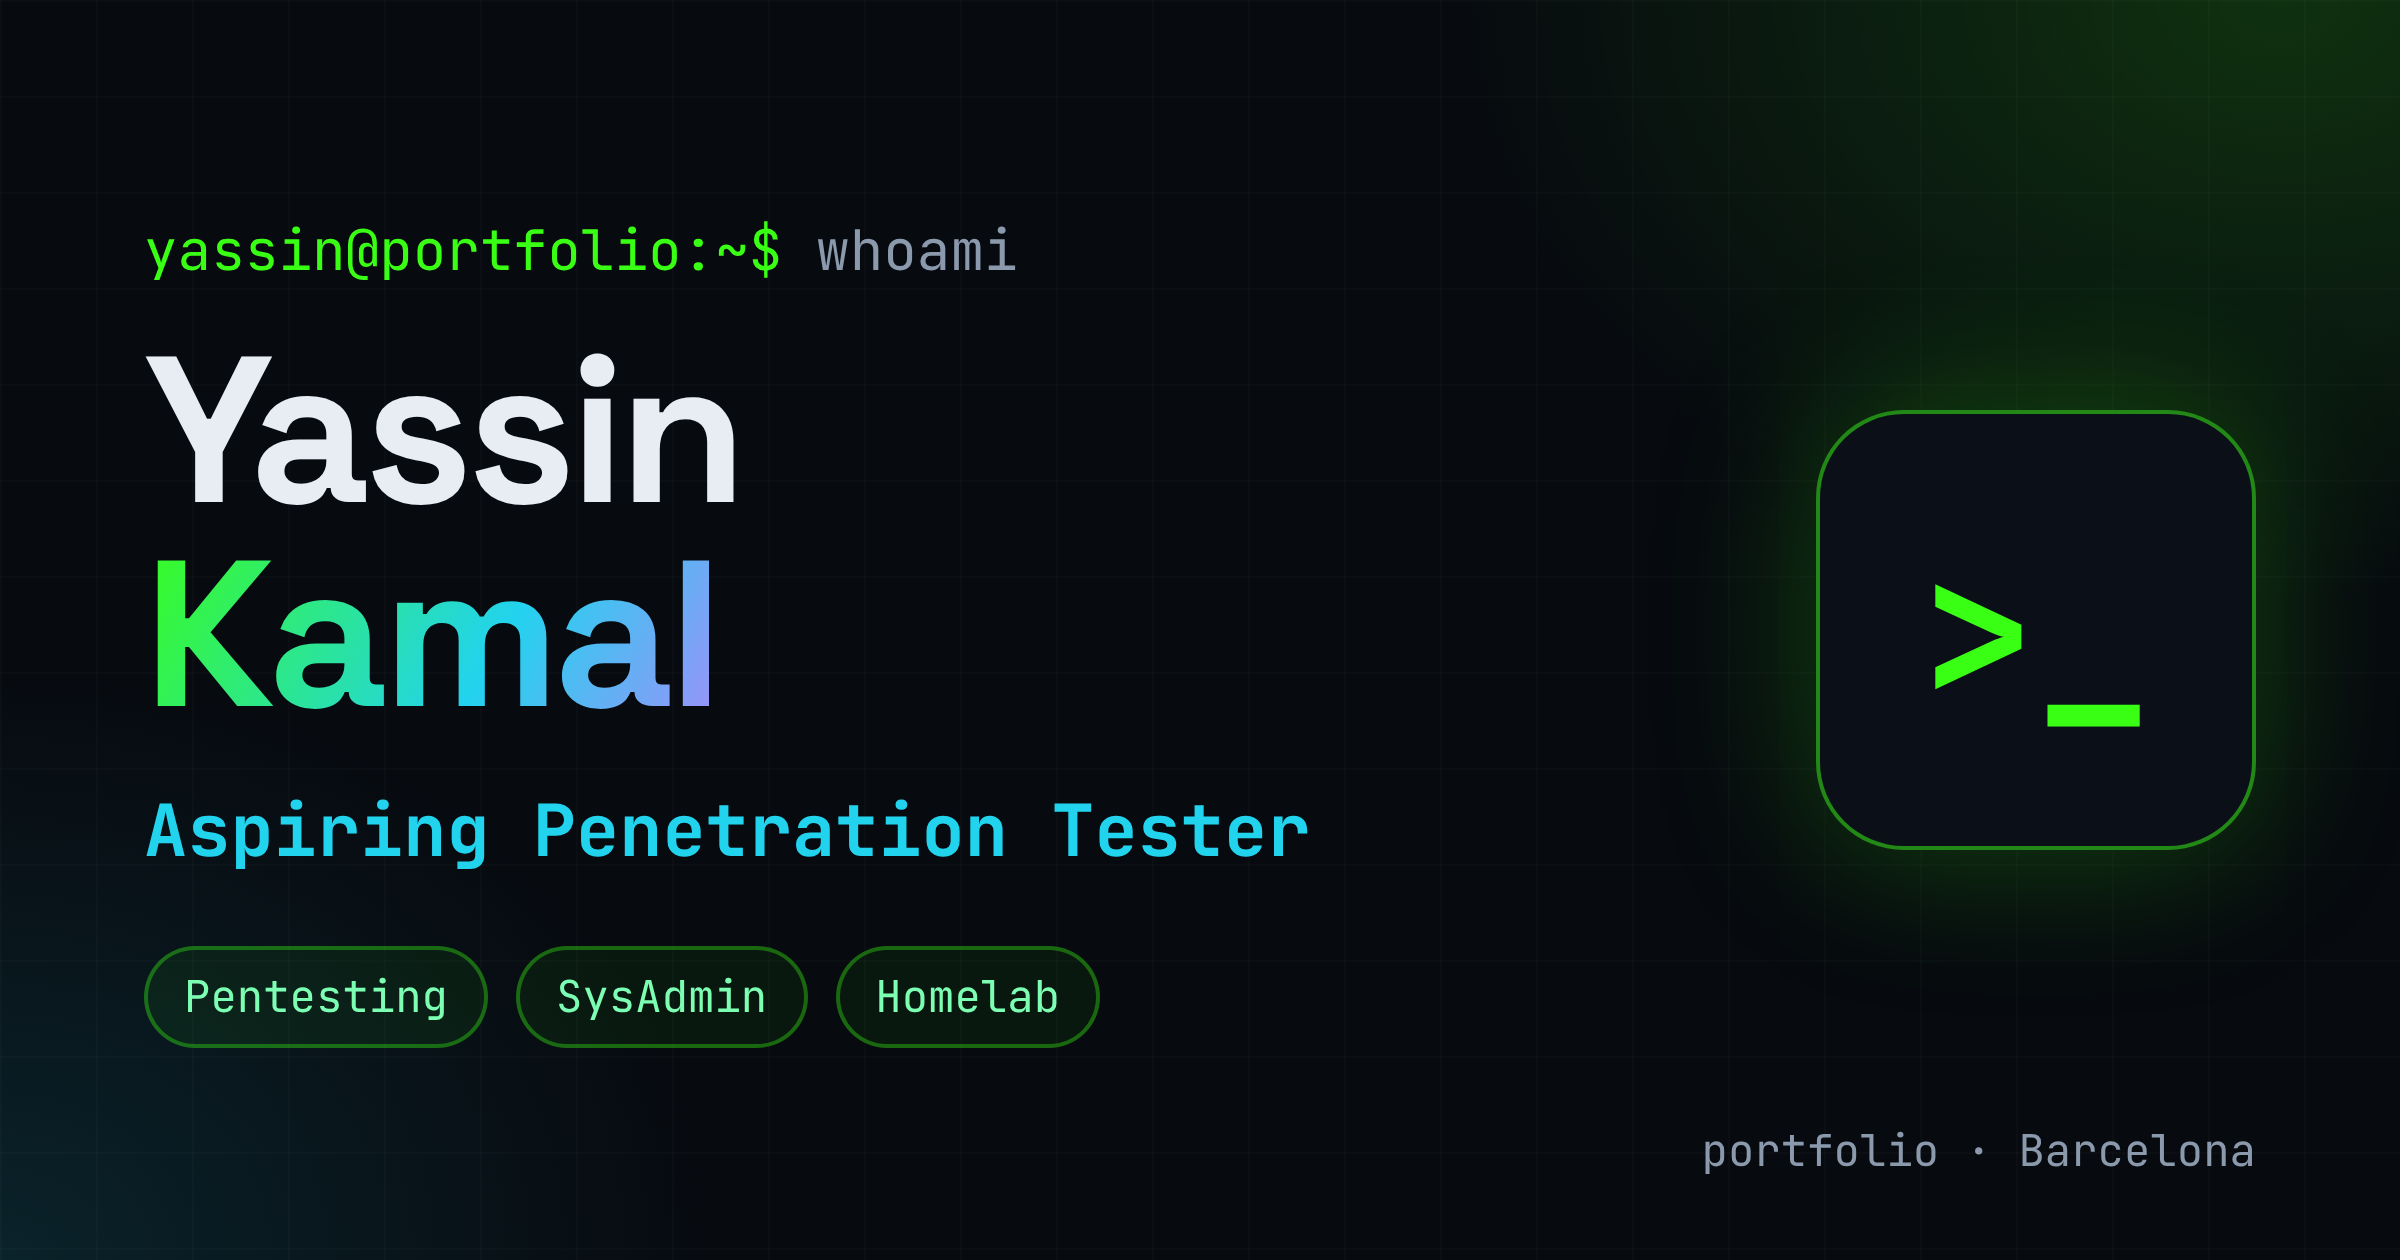 yassin@portfolio:~$ whoami
Yassin
Kamal
Aspiring Penetration Tester
Pentesting SysAdmin Homelab
>_
portfolio · Barcelona